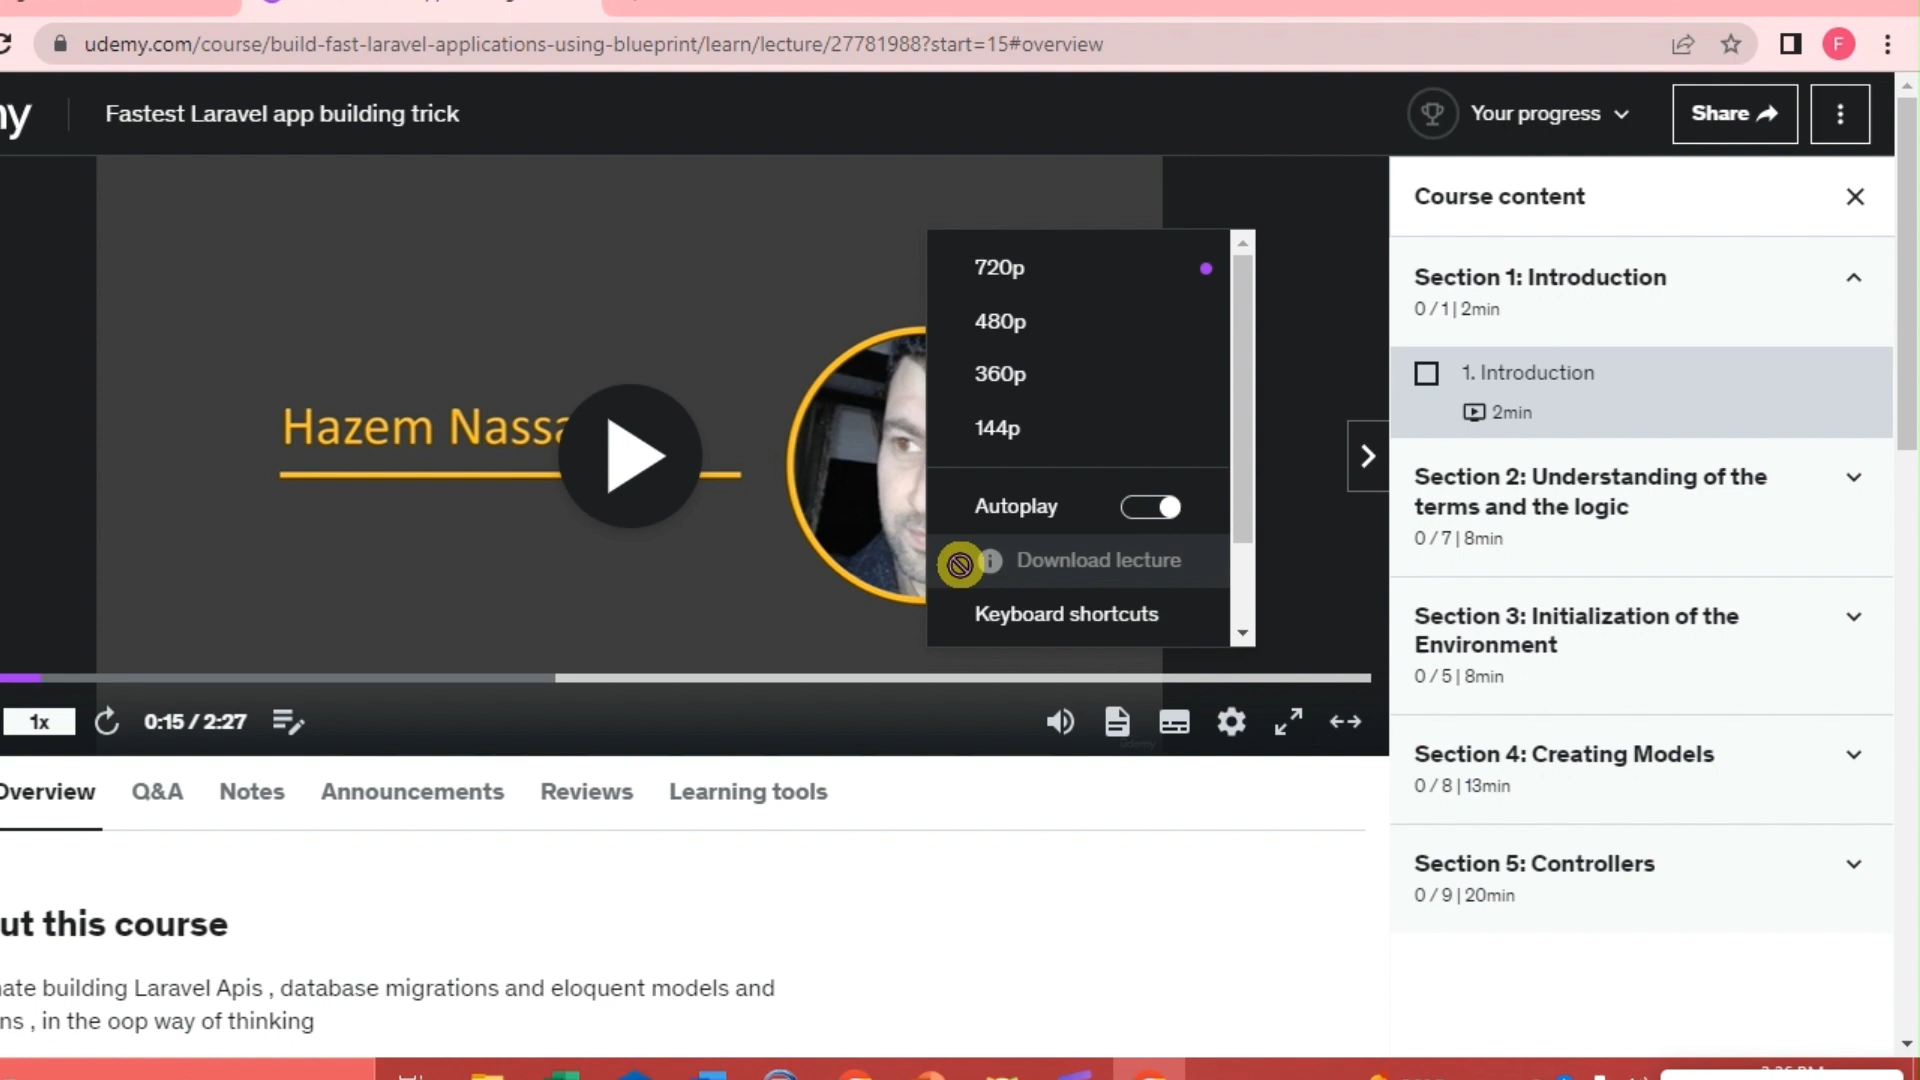 udemy.com/course/build-fast-laravel-applications-using-blueprint/learn/lecture/27781988?start=15#overview
F
Fastest Laravel app building trick
Your progress
Share
Hazem
720p
480p
360p
144p
Autoplay
Download lecture
Keyboard shortcuts
1x
0:15 / 2:27
Course content
Section 1: Introduction
0 / 1 | 2min
1. Introduction
2min
Section 2: Understanding of the
terms and the logic
0 / 7 | 8min
Section 3: Initialization of the
Environment
0 / 5 | 8min
Section 4: Creating Models
0 / 8 | 13min
Section 5: Controllers
0 / 9 | 20min
Overview Q&A Notes Announcements Reviews Learning tools
ut this course
ate building Laravel Apis , database migrations and eloquent models and
ns , in the oop way of thinking